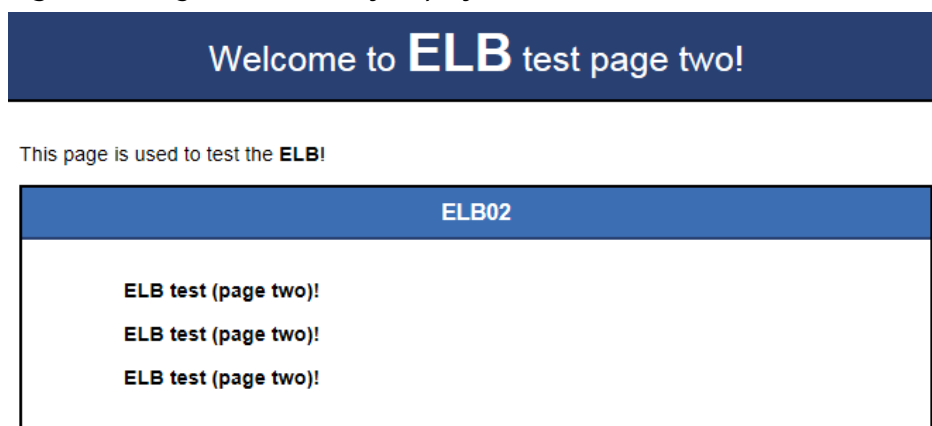 Welcome to ELB test page two!
This page is used to test the ELB!
ELB02
ELB test (page two)!
ELB test (page two)!
ELB test (page two)!